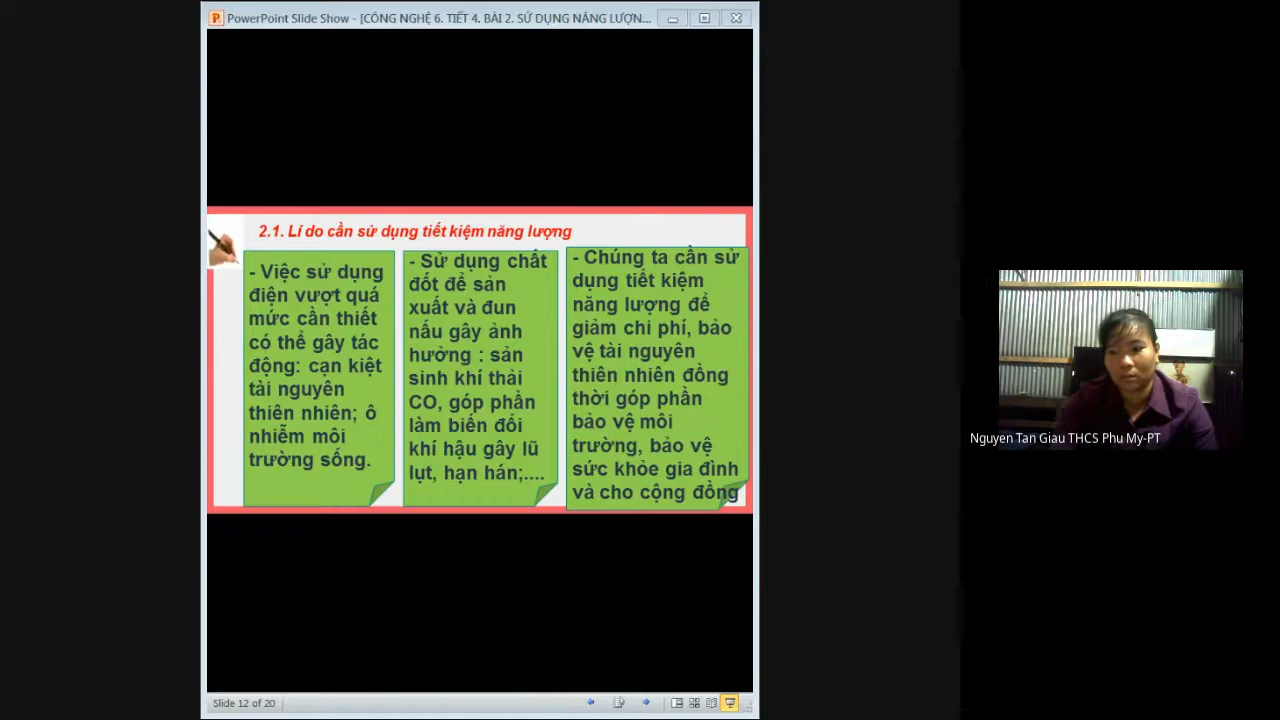 PowerPoint Slide Show - [CÔNG NGHỆ 6. TIẾT 4. BÀI 2. SỬ DỤNG NĂNG LƯỢN...
2.1. Lí do cần sử dụng tiết kiệm năng lượng
- Việc sử dụng
điện vượt quá
mức cần thiết
có thể gây tác
động: cạn kiệt
tài nguyên
thiên nhiên; ô
nhiễm môi
trường sống.
- Sử dụng chất
đốt để sản
xuất và đun
nấu gây ảnh
hưởng : sản
sinh khí thải
CO, góp phần
làm biến đổi
khí hậu gây lũ
lụt, hạn hán;....
- Chúng ta cần sử
dụng tiết kiệm
năng lượng để
giảm chi phí, bảo
vệ tài nguyên
thiên nhiên đồng
thời góp phần
bảo vệ môi
trường, bảo vệ
sức khỏe gia đình
và cho cộng đồng
Nguyen Tan Giau THCS Phu My-PT
Slide 12 of 20